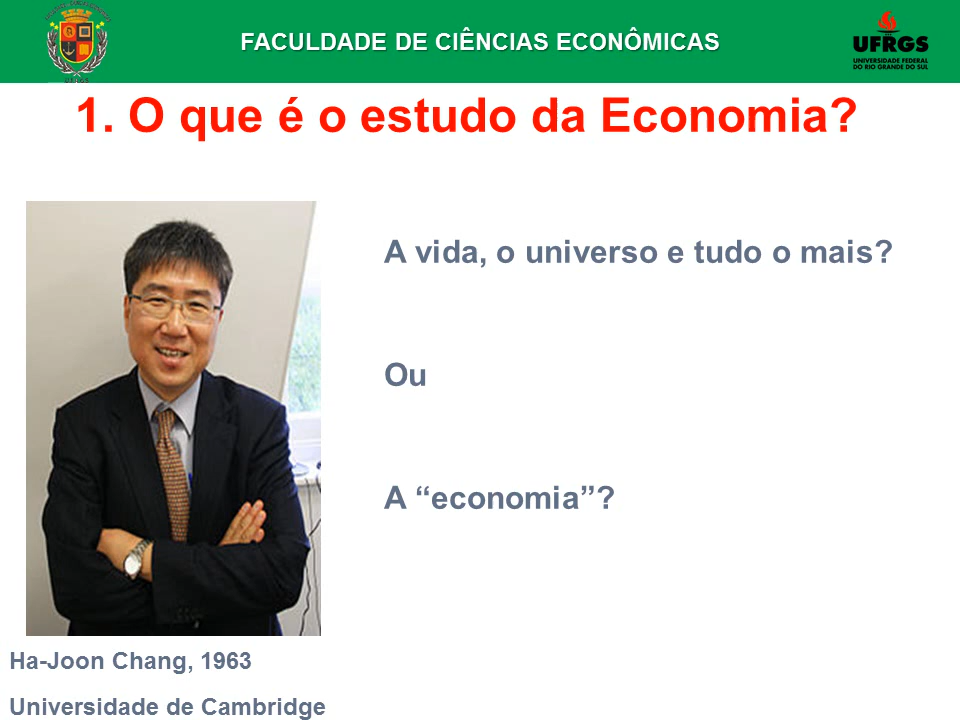 FACULDADE DE CIÊNCIAS ECONÔMICAS
UFRGS
UNIVERSIDADE FEDERAL
DO RIO GRANDE DO SUL
1. O que é o estudo da Economia?
A vida, o universo e tudo o mais?
Ou
A “economia”?
Ha-Joon Chang, 1963
Universidade de Cambridge